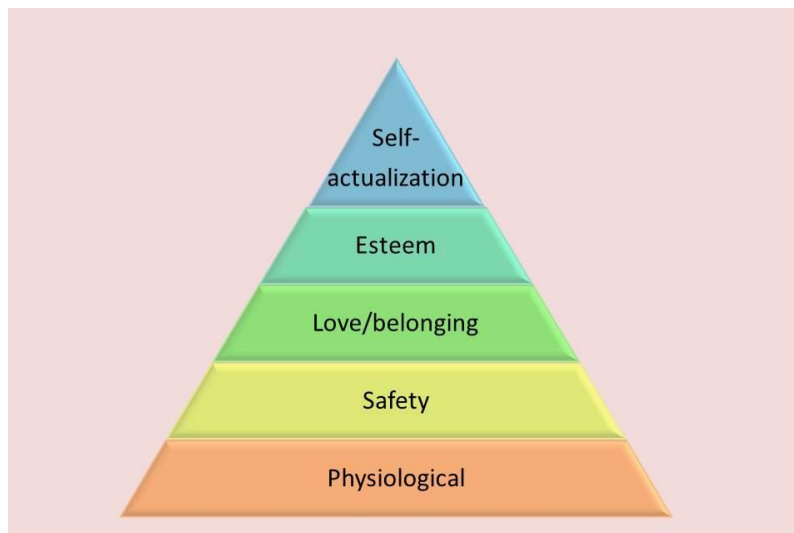 Self-
actualization
Esteem
Love/belonging
Safety
Physiological